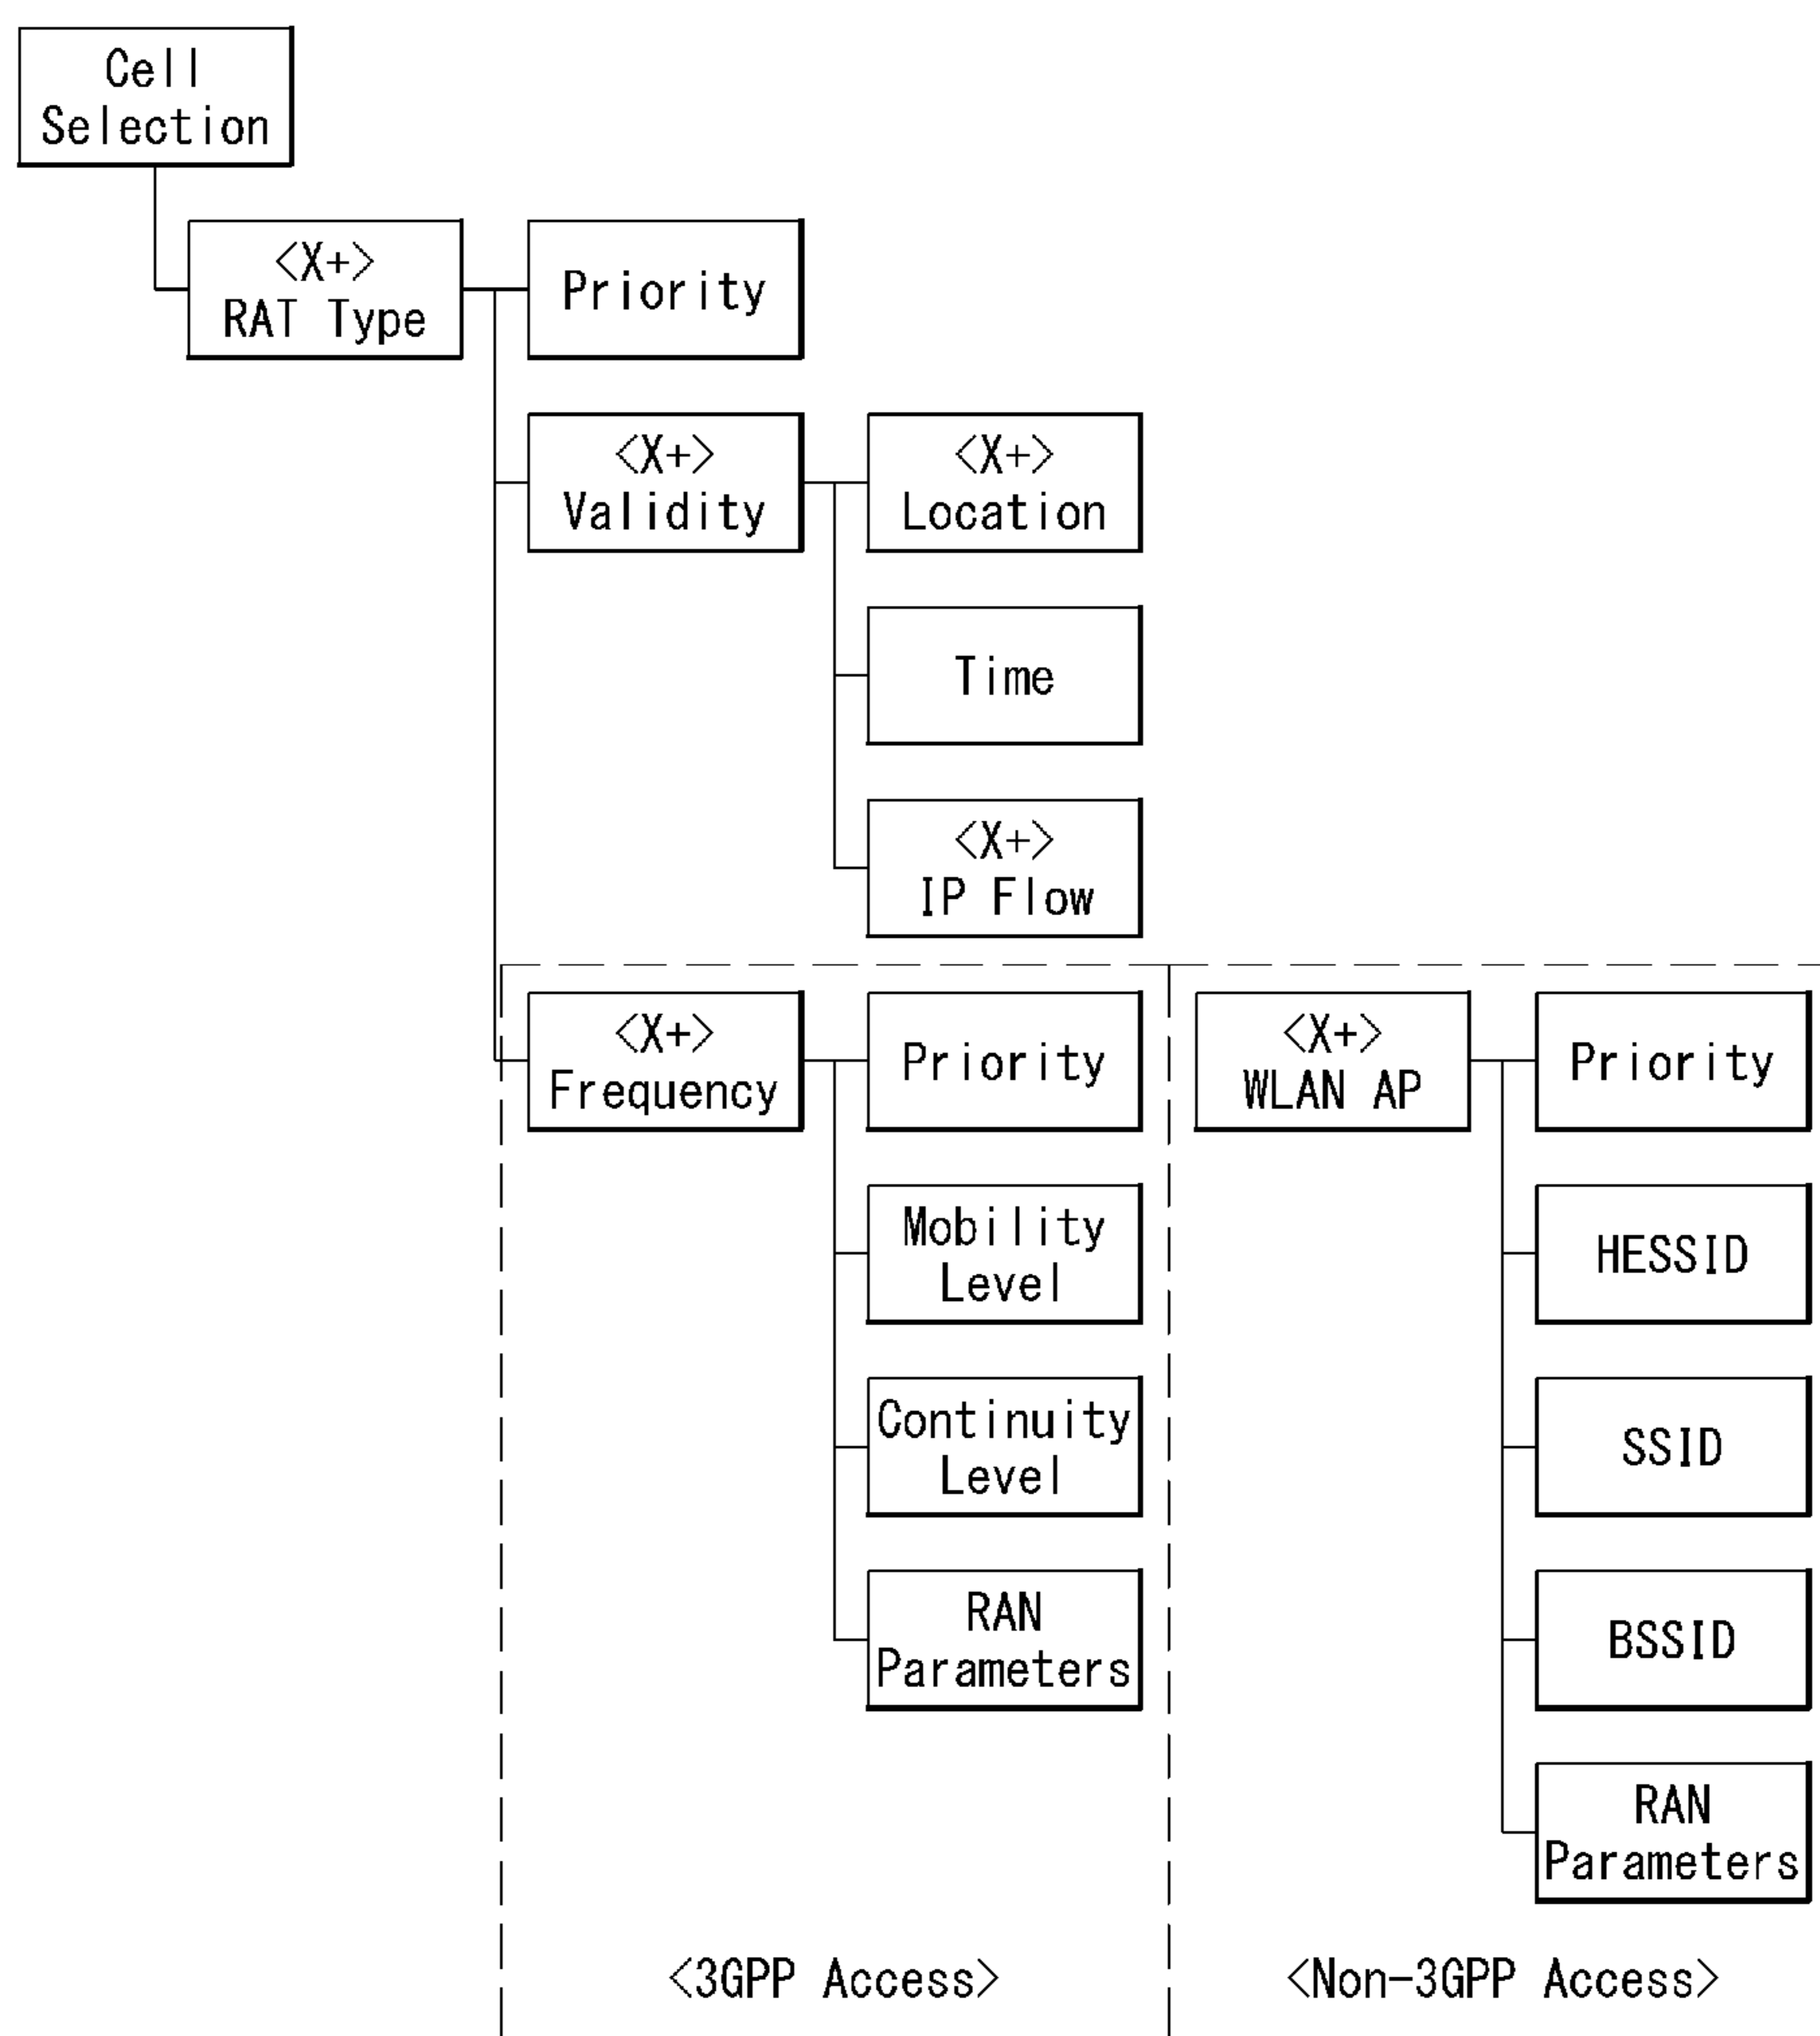 Cell
Selection
<X+>
RAT Type
Priority
<X+>
Validity
<X+>
Location
Time
<X+>
IP Flow
<X+>
Frequency
Priority
Mobility
Level
Continuity
Level
RAN
Parameters
<3GPP Access>
<X+>
WLAN AP
Priority
HESSID
SSID
BSSID
RAN
Parameters
<Non-3GPP Access>